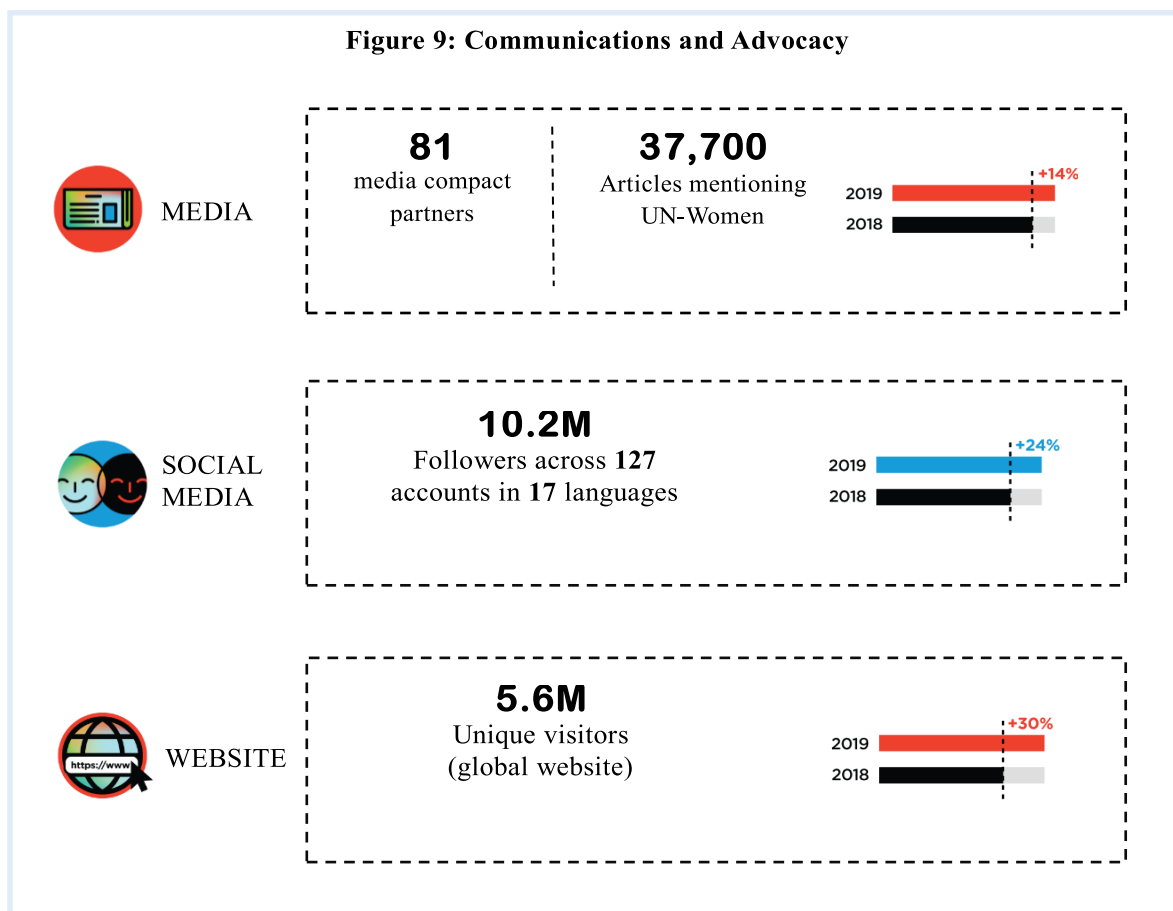 Figure 9: Communications and Advocacy
MEDIA
81
media compact
partners
37,700
Articles mentioning
UN-Women
+14%
2019
2018
SOCIAL
MEDIA
10.2M
Followers across 127
accounts in 17 languages
+24%
2019
2018
https://www
WEBSITE
5.6M
Unique visitors
(global website)
+30%
2019
2018